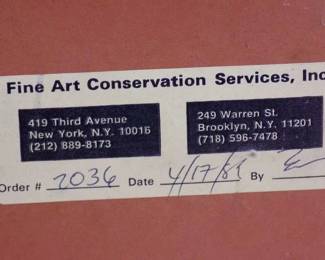 Fine Art Conservation Services, Inc
419 Third Avenue
New York, N.Y. 10016
(212) 889-8173
249 Warren St.
Brooklyn, N.Y. 11201
(718) 596-7478
Order # 2036 Date 4/17/87 By